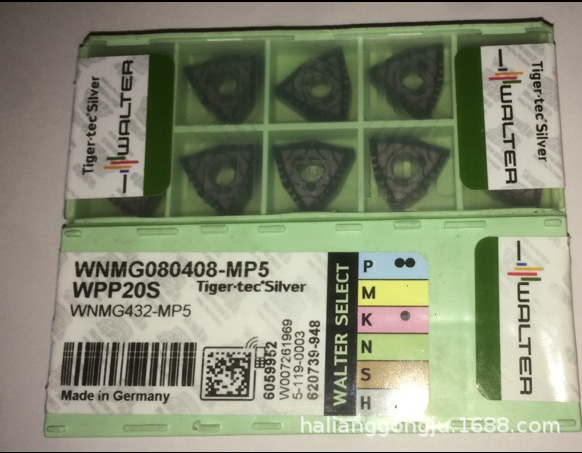 Tiger·tec®Silver
WALTER
WALTER
Tiger·tec®Silver
WNMG080408-MP5
WPP20S
Tiger·tec®Silver
WNMG432-MP5
Made in Germany
6059952
W007261969
5-119-0003
620739-948
WALTER SELECT
P
M
K
N
S
H
WALTER
halianggongju.1688.com